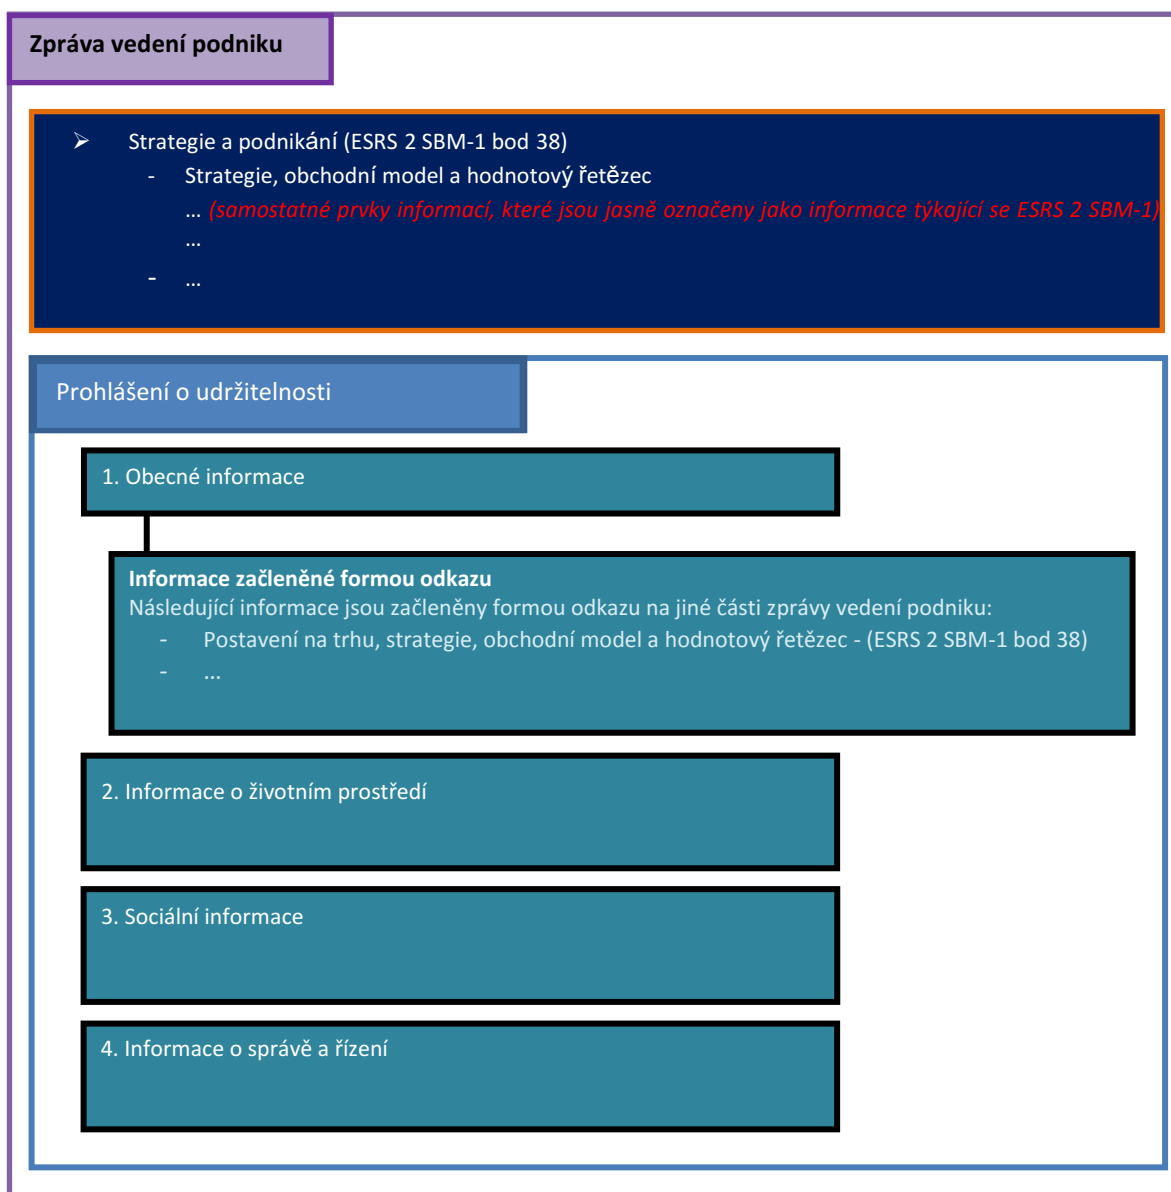 Zpráva vedení podniku
➢ Strategie a podnikání (ESRS 2 SBM-1 bod 38)
- Strategie, obchodní model a hodnotový řetězec
… (samostatné prvky informací, které jsou jasně označeny jako informace týkající se ESRS 2 SBM-1)
…
- …
Prohlášení o udržitelnosti
1. Obecné informace
Informace začleněné formou odkazu
Následující informace jsou začleněny formou odkazu na jiné části zprávy vedení podniku:
- Postavení na trhu, strategie, obchodní model a hodnotový řetězec - (ESRS 2 SBM-1 bod 38)
- ...
2. Informace o životním prostředí
3. Sociální informace
4. Informace o správě a řízení